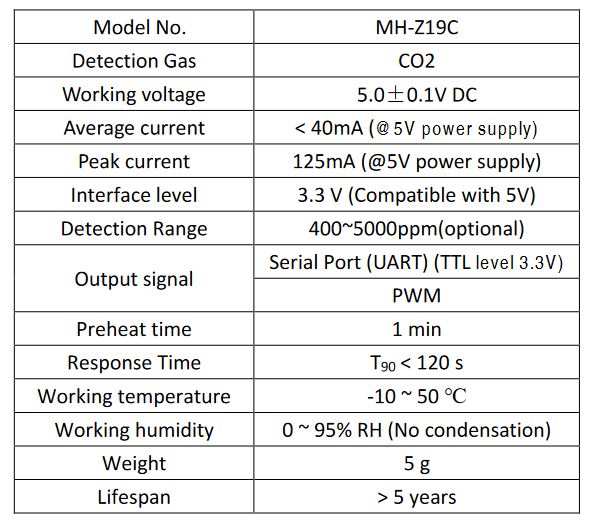 Model No. MH-Z19C
Detection Gas CO2
Working voltage 5.0±0.1V DC
Average current < 40mA (@5V power supply)
Peak current 125mA (@5V power supply)
Interface level 3.3 V (Compatible with 5V)
Detection Range 400~5000ppm(optional)
Output signal Serial Port (UART) (TTL level 3.3V)
PWM
Preheat time 1 min
Response Time T90 < 120 s
Working temperature -10 ~ 50 ℃
Working humidity 0 ~ 95% RH (No condensation)
Weight 5 g
Lifespan > 5 years